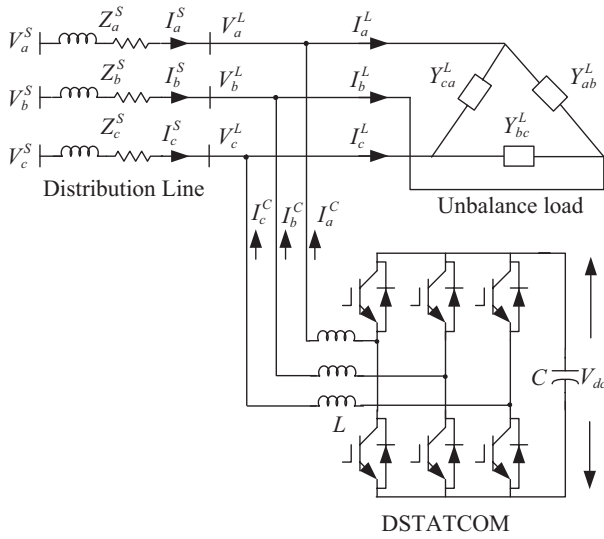 Z_a^S I_a^S V_a^L I_a^L
V_a^S
Z_b^S I_b^S V_b^L I_b^L Y_ca^L Y_ab^L
V_b^S
Z_c^S I_c^S V_c^L I_c^L Y_bc^L
V_c^S
Distribution Line
Unbalance load
I_c^C I_b^C I_a^C
C V_dc
L
DSTATCOM